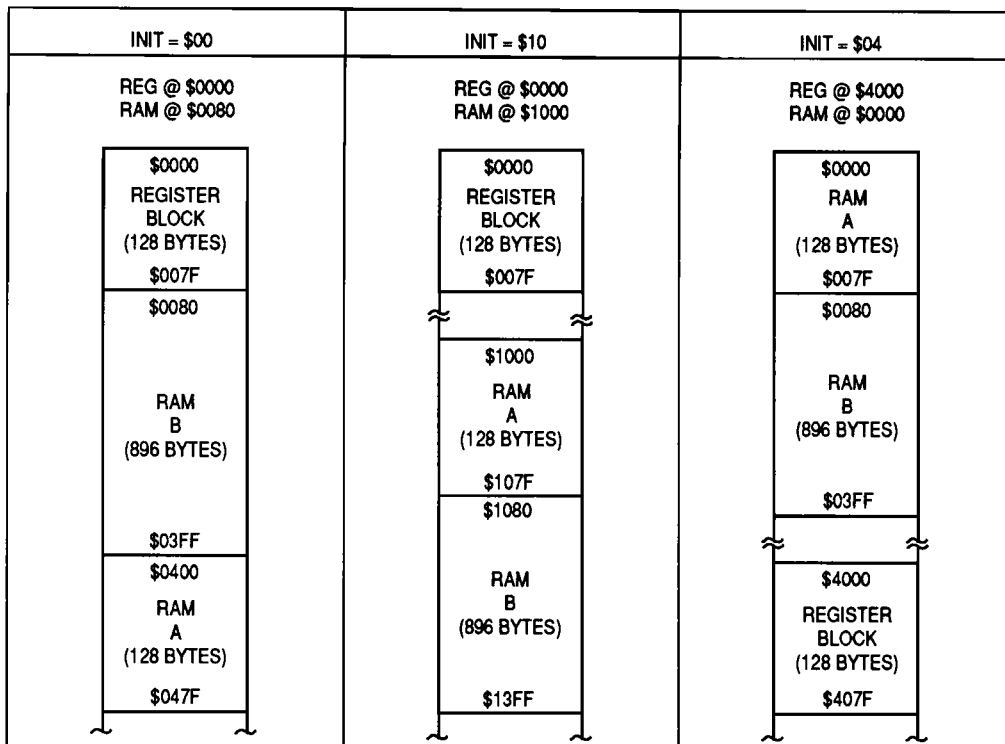 INIT = $00
REG @ $0000
RAM @ $0080
$0000
REGISTER
BLOCK
(128 BYTES)
$007F
$0080
RAM
B
(896 BYTES)
$03FF
$0400
RAM
A
(128 BYTES)
$047F
INIT = $10
REG @ $0000
RAM @ $1000
$0000
REGISTER
BLOCK
(128 BYTES)
$007F
$1000
RAM
A
(128 BYTES)
$107F
$1080
RAM
B
(896 BYTES)
$13FF
INIT = $04
REG @ $4000
RAM @ $0000
$0000
RAM
A
(128 BYTES)
$007F
$0080
RAM
B
(896 BYTES)
$03FF
$4000
REGISTER
BLOCK
(128 BYTES)
$407F